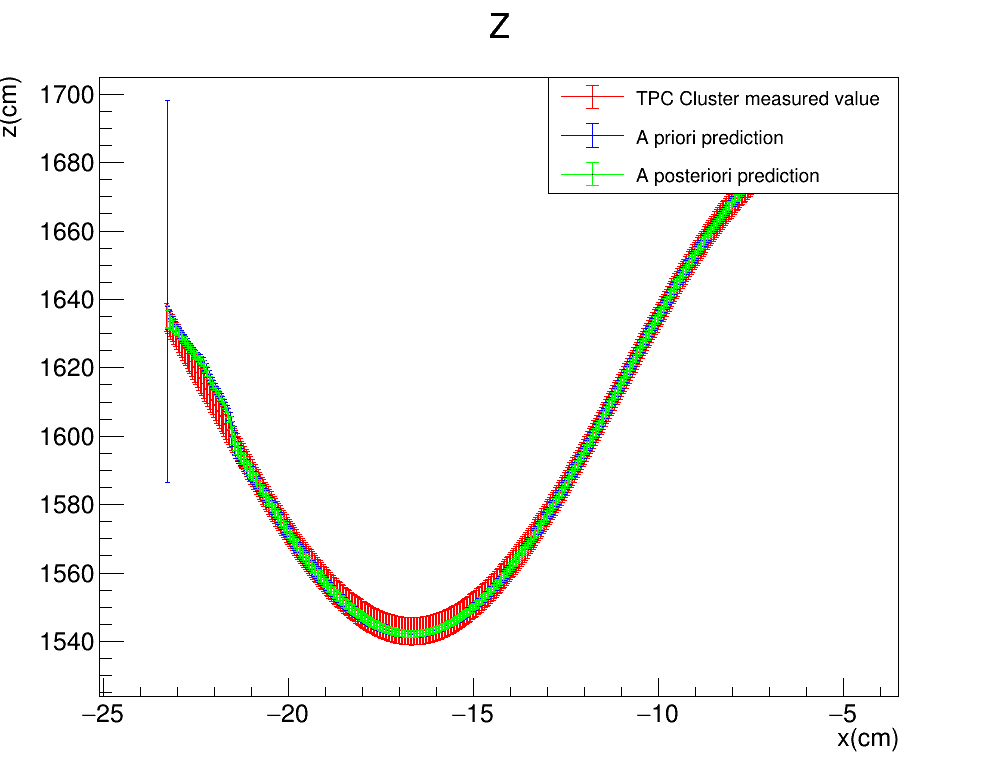 Z
z(cm)
1700
1680
1660
1640
1620
1600
1580
1560
1540
TPC Cluster measured value
A priori prediction
A posteriori prediction
−25
−20
−15
−10
−5
x(cm)